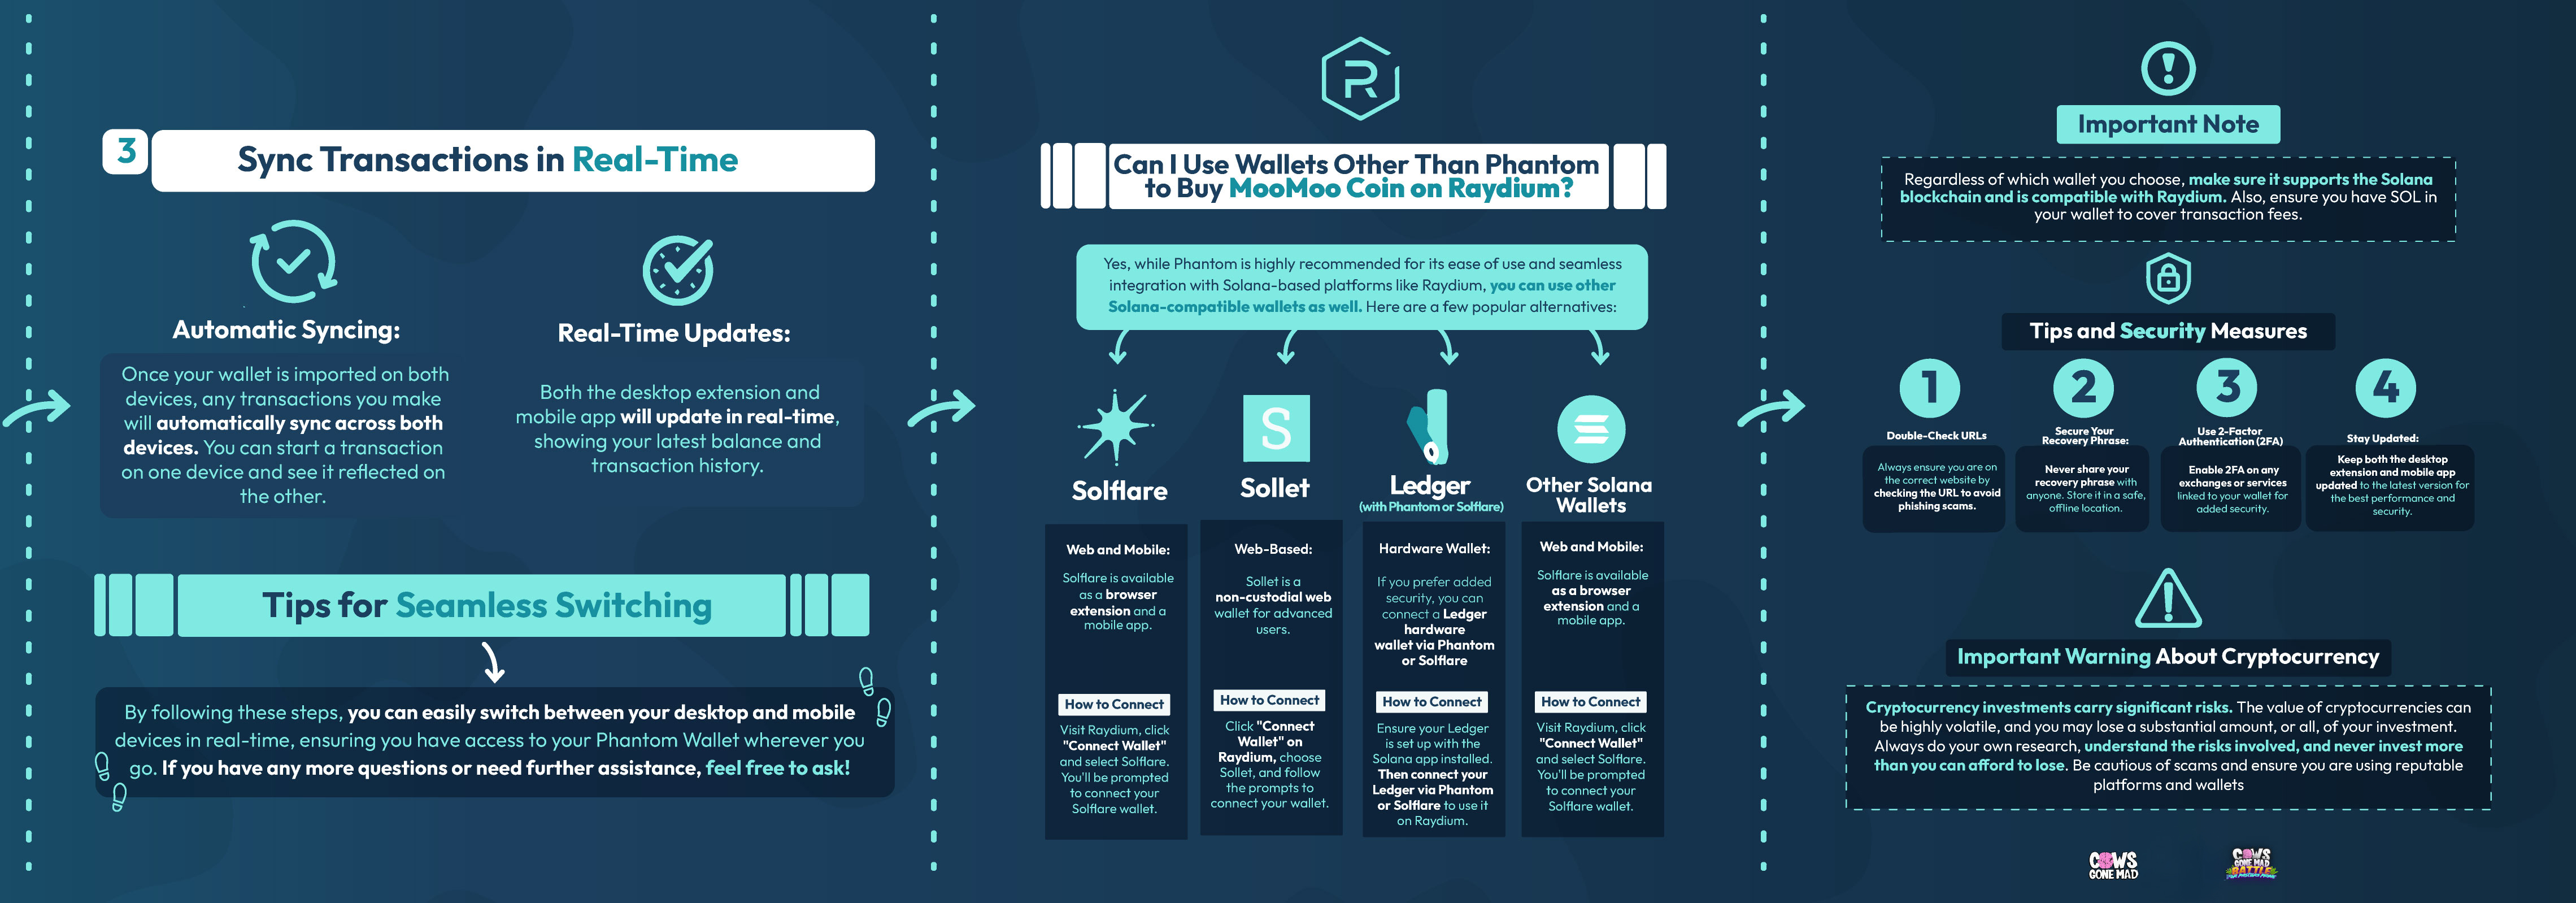 3
Sync Transactions in Real-Time
Automatic Syncing:
Once your wallet is imported on both
devices, any transactions you make
will automatically sync across both
devices. You can start a transaction
on one device and see it reflected on
the other.
Real-Time Updates:
Both the desktop extension and
mobile app will update in real-time,
showing your latest balance and
transaction history.
Tips for Seamless Switching
By following these steps, you can easily switch between your desktop and mobile
devices in real-time, ensuring you have access to your Phantom Wallet wherever you
go. If you have any more questions or need further assistance, feel free to ask!
R
Can I Use Wallets Other Than Phantom
to Buy MooMoo Coin on Raydium?
Yes, while Phantom is highly recommended for its ease of use and seamless
integration with Solana-based platforms like Raydium, you can use other
Solana-compatible wallets as well. Here are a few popular alternatives:
Solflare
Web and Mobile:
Solflare is available
as a browser
extension and a
mobile app.
How to Connect
Visit Raydium, click
"Connect Wallet"
and select Solflare.
You'll be prompted
to connect your
Solflare wallet.
S
Sollet
Web-Based:
Sollet is a
non-custodial web
wallet for advanced
users.
How to Connect
Click "Connect
Wallet" on
Raydium, choose
Sollet, and follow
the prompts to
connect your wallet.
Ledger
(with Phantom or Solflare)
Hardware Wallet:
If you prefer added
security, you can
connect a Ledger
hardware
wallet via Phantom
or Solflare
How to Connect
Ensure your Ledger
is set up with the
Solana app installed.
Then connect your
Ledger via Phantom
or Solflare to use it
on Raydium.
Other Solana
Wallets
Web and Mobile:
Solflare is available
as a browser
extension and a
mobile app.
How to Connect
Visit Raydium, click
"Connect Wallet"
and select Solflare.
You'll be prompted
to connect your
Solflare wallet.
Important Note
Regardless of which wallet you choose, make sure it supports the Solana
blockchain and is compatible with Raydium. Also, ensure you have SOL in
your wallet to cover transaction fees.
Tips and Security Measures
1
Double-Check URLs
Always ensure you are on
the correct website by
checking the URL to avoid
phishing scams.
2
Secure Your
Recovery Phrase:
Never share your
recovery phrase with
anyone. Store it in a safe,
offline location.
3
Use 2-Factor
Authentication (2FA)
Enable 2FA on any
exchanges or services
linked to your wallet for
added security.
4
Stay Updated:
Keep both the desktop
extension and mobile app
updated to the latest version for
the best performance and
security.
Important Warning About Cryptocurrency
Cryptocurrency investments carry significant risks. The value of cryptocurrencies can
be highly volatile, and you may lose a substantial amount, or all, of your investment.
Always do your own research, understand the risks involved, and never invest more
than you can afford to lose. Be cautious of scams and ensure you are using reputable
platforms and wallets
COWS
GONE MAD
COWS
GONE MAD
BATTLE